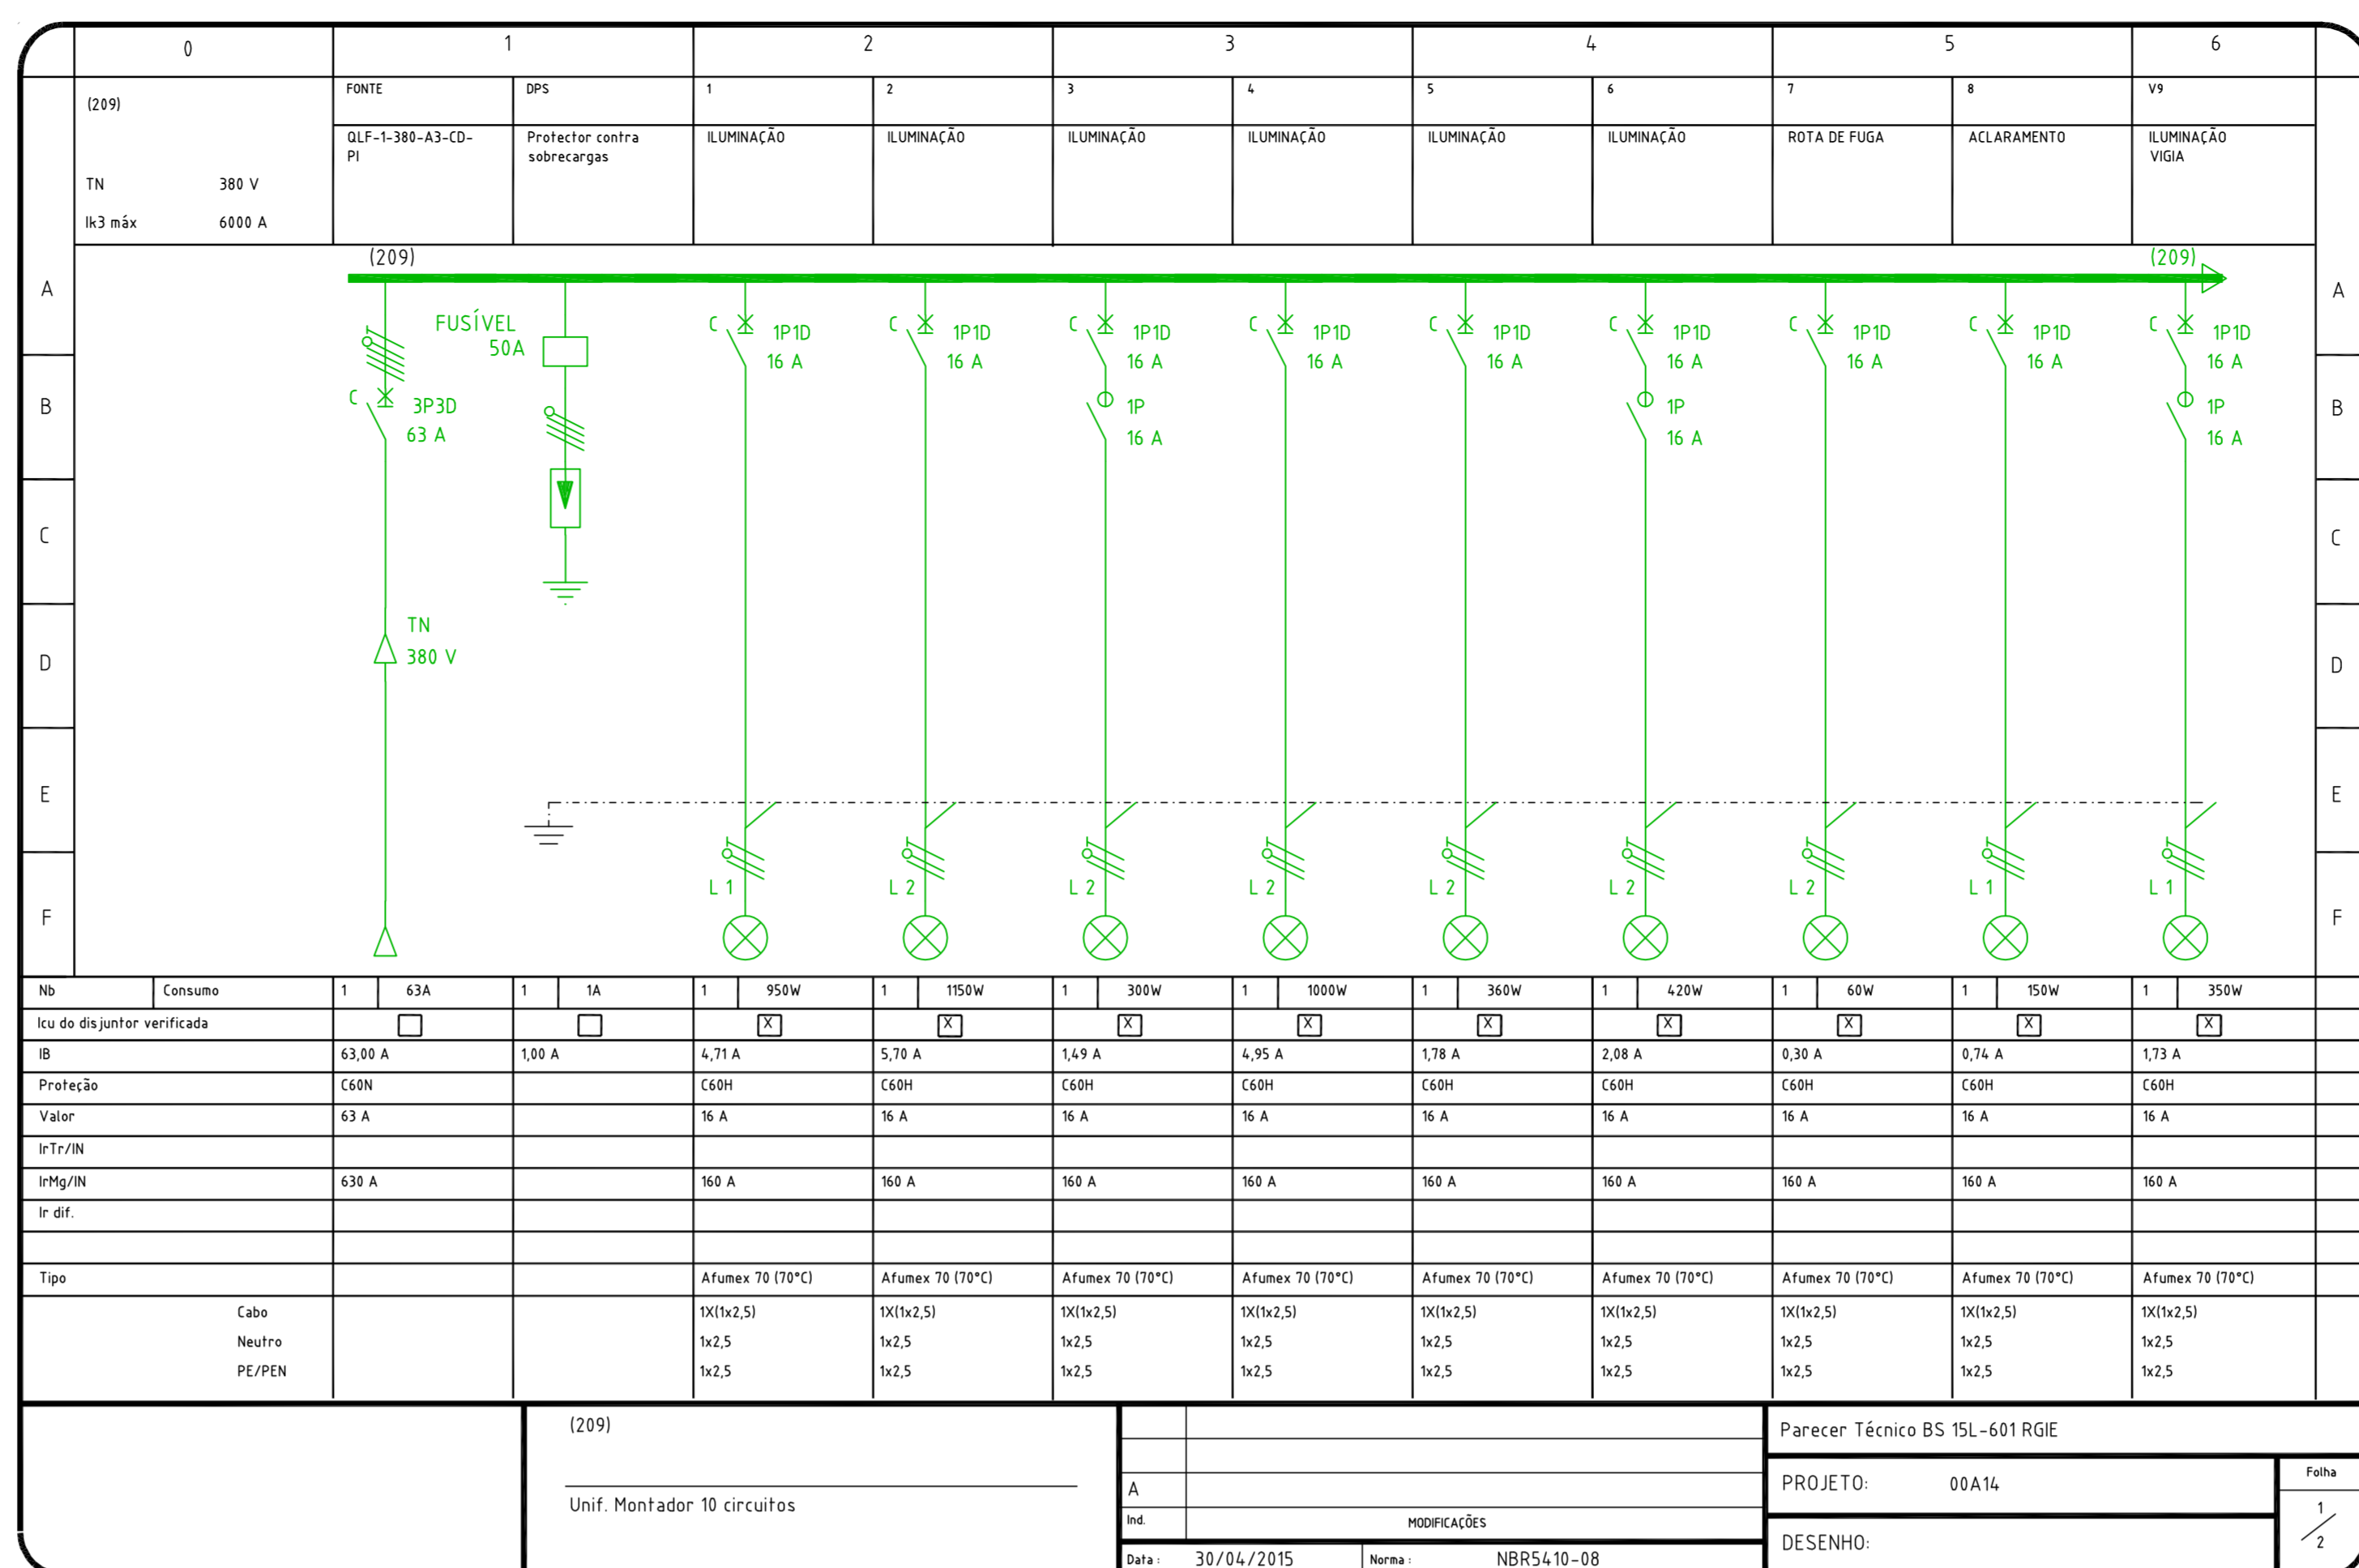 0 1 2 3 4 5 6
(209)
TN 380 V
Ik3 máx 6000 A
FONTE DPS 1 2 3 4 5 6 7 8 V9
QLF-1-380-A3-CD-
PI
Protector contra
sobrecargas
ILUMINAÇÃO ILUMINAÇÃO ILUMINAÇÃO ILUMINAÇÃO ILUMINAÇÃO ILUMINAÇÃO ROTA DE FUGA ACLARAMENTO ILUMINAÇÃO
VIGIA
(209) (209)
A A
FUSÍVEL
50A
C 1P1D C 1P1D C 1P1D C 1P1D C 1P1D C 1P1D C 1P1D C 1P1D C 1P1D
16 A 16 A 16 A 16 A 16 A 16 A 16 A 16 A 16 A
B B
C 3P3D 1P 1P 1P
63 A 16 A 16 A 16 A
C C
TN
380 V
D D
E E
L 1 L 2 L 2 L 2 L 2 L 2 L 2 L 1 L 1
F F
Nb Consumo 1 63A 1 1A 1 950W 1 1150W 1 300W 1 1000W 1 360W 1 420W 1 60W 1 150W 1 350W
Icu do disjuntor verificada X X X X X X X X X
IB 63,00 A 1,00 A 4,71 A 5,70 A 1,49 A 4,95 A 1,78 A 2,08 A 0,30 A 0,74 A 1,73 A
Proteção C60N C60H C60H C60H C60H C60H C60H C60H C60H C60H
Valor 63 A 16 A 16 A 16 A 16 A 16 A 16 A 16 A 16 A 16 A
IrTr/IN
IrMg/IN 630 A 160 A 160 A 160 A 160 A 160 A 160 A 160 A 160 A 160 A
Ir dif.
Tipo Afumex 70 (70°C) Afumex 70 (70°C) Afumex 70 (70°C) Afumex 70 (70°C) Afumex 70 (70°C) Afumex 70 (70°C) Afumex 70 (70°C) Afumex 70 (70°C) Afumex 70 (70°C)
Cabo 1X(1x2,5) 1X(1x2,5) 1X(1x2,5) 1X(1x2,5) 1X(1x2,5) 1X(1x2,5) 1X(1x2,5) 1X(1x2,5) 1X(1x2,5)
Neutro 1x2,5 1x2,5 1x2,5 1x2,5 1x2,5 1x2,5 1x2,5 1x2,5 1x2,5
PE/PEN 1x2,5 1x2,5 1x2,5 1x2,5 1x2,5 1x2,5 1x2,5 1x2,5 1x2,5
(209)
Unif. Montador 10 circuitos
A
Ind. MODIFICAÇÕES
Data : 30/04/2015 Norma : NBR5410-08
Parecer Técnico BS 15L-601 RGIE
PROJETO: 00A14
DESENHO:
Folha
1
2